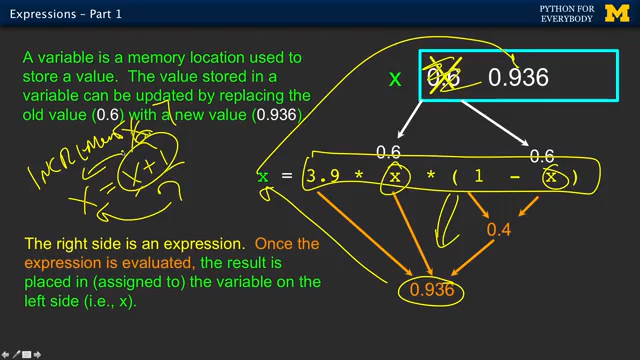 Expressions – Part 1
PYTHON FOR
EVERYBODY
M
A variable is a memory location used to
store a value. The value stored in a
variable can be updated by replacing the
old value (0.6) with a new value (0.936).
x
0.6 0.936
0.6
0.6
x = 3.9 * x * ( 1 - x )
0.4
0.936
INCREMENT
x = x+1
The right side is an expression. Once the
expression is evaluated, the result is
placed in (assigned to) the variable on the
left side (i.e., x).